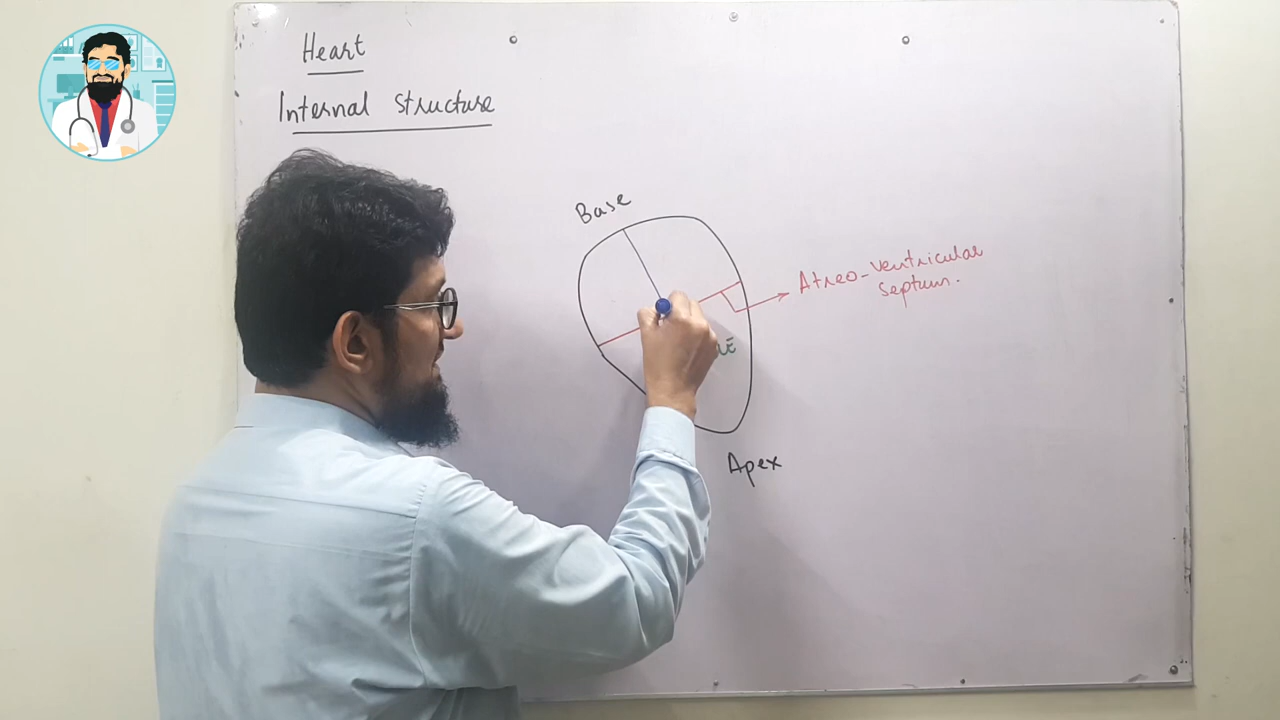 Heart
Internal structure
Base
Atreo-ventricular
septum.
Apex